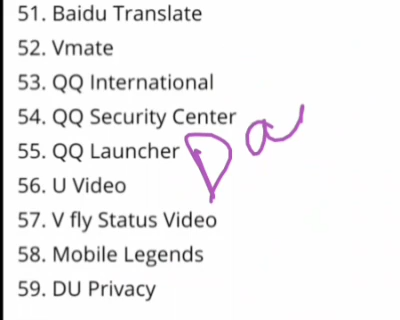 51. Baidu Translate
52. Vmate
53. QQ International
54. QQ Security Center
55. QQ Launcher
56. U Video
57. V fly Status Video
58. Mobile Legends
59. DU Privacy
Da